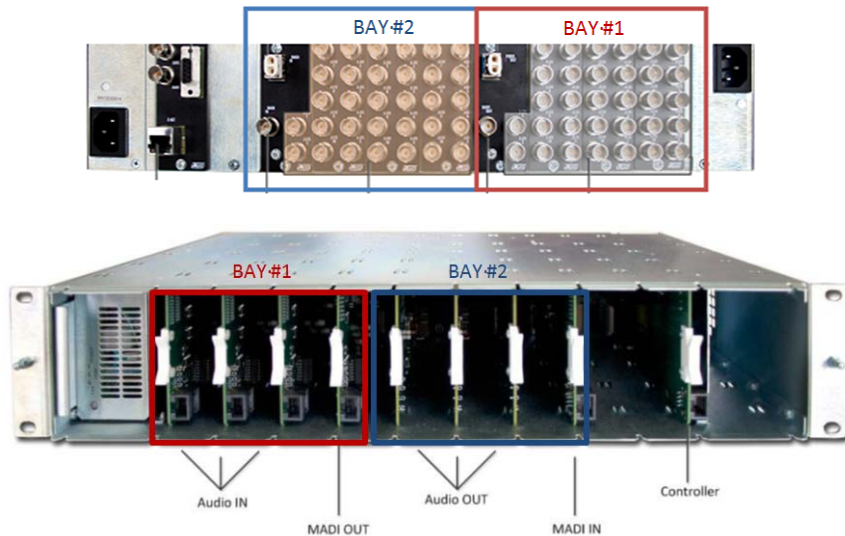 BAY·#2
BAY·#1
BAY·#1
BAY·#2
Audio IN
Audio OUT
Controller
MADI OUT
MADI IN